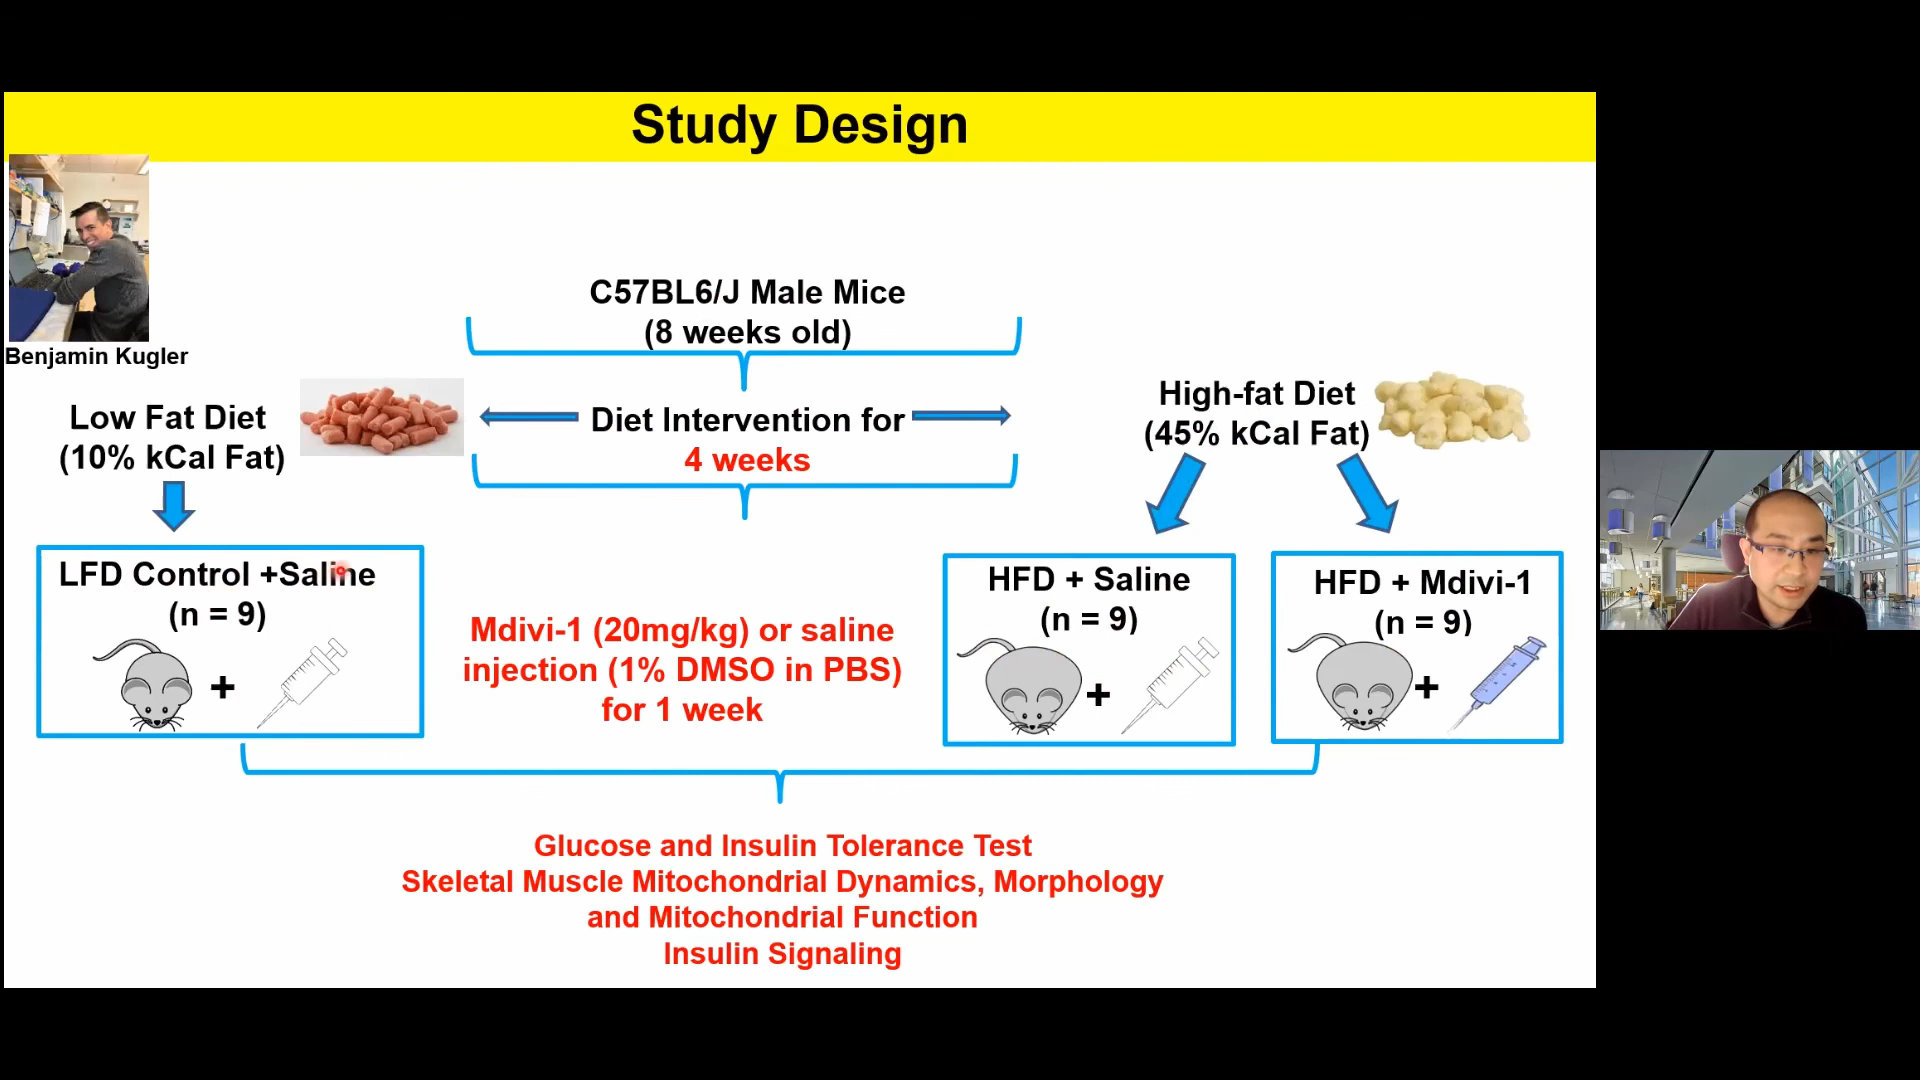 Study Design
Benjamin Kugler
C57BL6/J Male Mice
(8 weeks old)
Low Fat Diet
(10% kCal Fat)
Diet Intervention for
4 weeks
High-fat Diet
(45% kCal Fat)
LFD Control +Saline
(n = 9)
Mdivi-1 (20mg/kg) or saline
injection (1% DMSO in PBS)
for 1 week
HFD + Saline
(n = 9)
HFD + Mdivi-1
(n = 9)
+
+
+
Glucose and Insulin Tolerance Test
Skeletal Muscle Mitochondrial Dynamics, Morphology
and Mitochondrial Function
Insulin Signaling